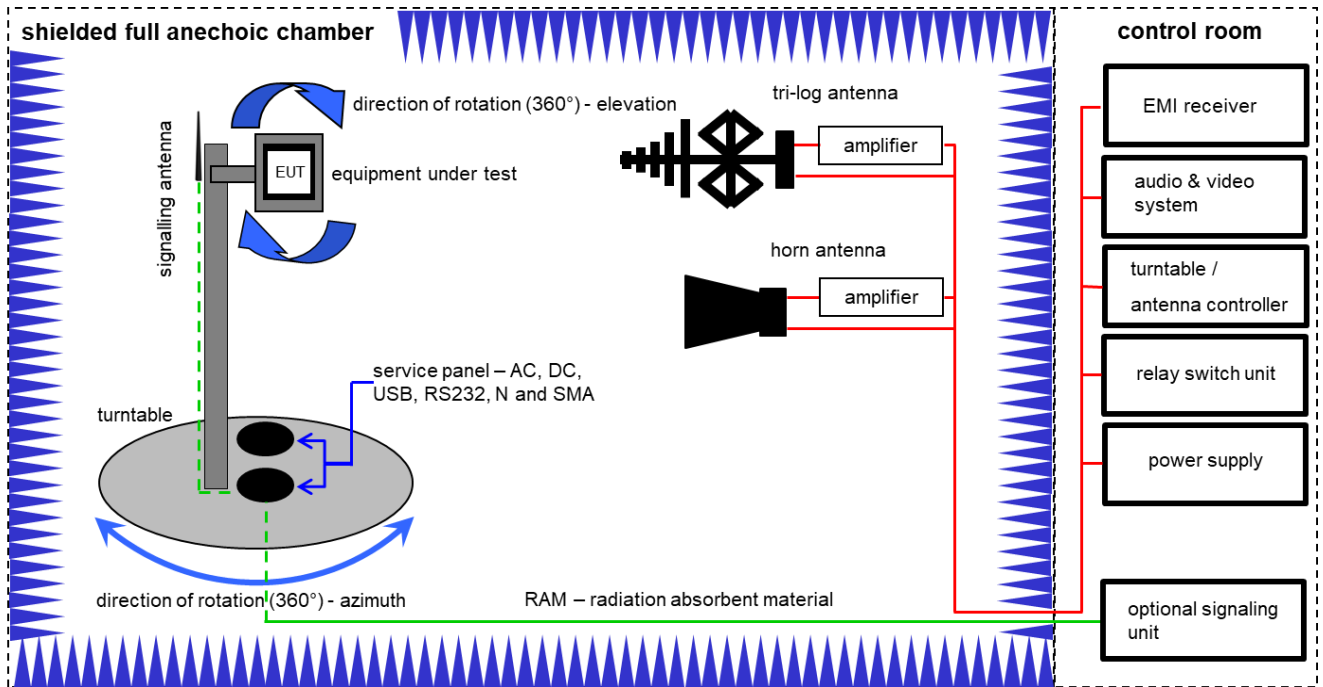 shielded full anechoic chamber
control room
direction of rotation (360°) - elevation
tri-log antenna
EMI receiver
amplifier
signalling antenna
EUT
equipment under test
audio & video
system
horn antenna
amplifier
turntable /
antenna controller
service panel – AC, DC,
USB, RS232, N and SMA
relay switch unit
turntable
power supply
direction of rotation (360°) - azimuth
RAM – radiation absorbent material
optional signaling
unit